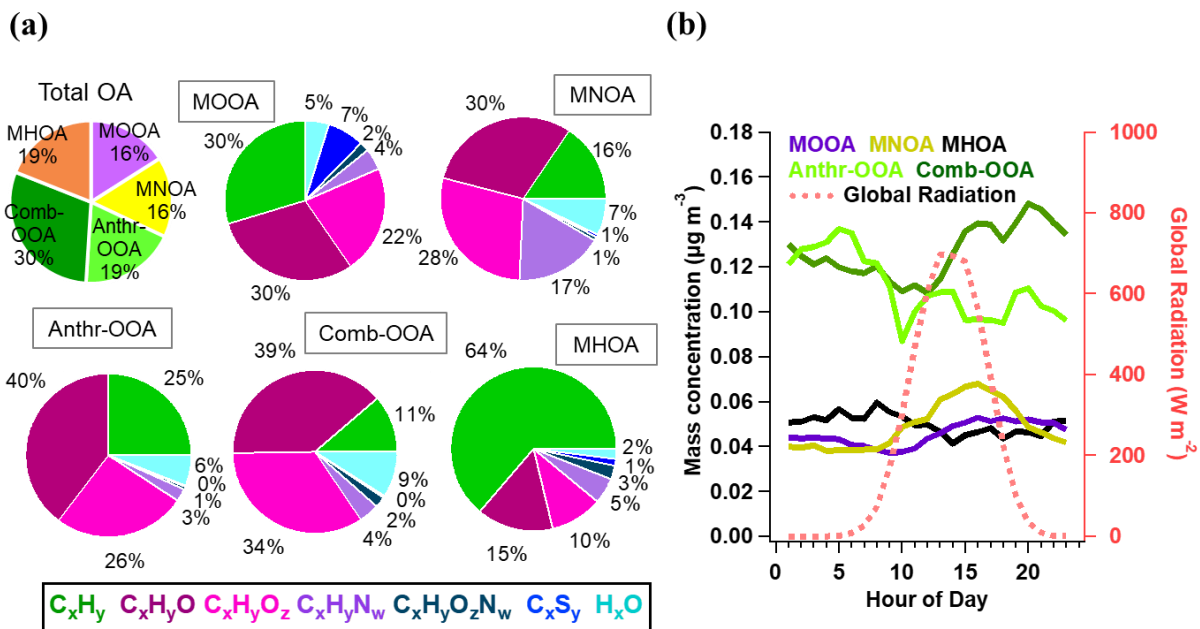 (a)
Total OA
MHOA
19%
MOOA
16%
MNOA
16%
Comb-
OOA
30%
Anthr-
OOA
19%
MOOA
5%
7%
2%
4%
22%
30%
30%
MNOA
30%
16%
7%
1%
1%
17%
28%
Anthr-OOA
40%
25%
6%
0%
1%
3%
26%
Comb-OOA
39%
11%
9%
0%
2%
4%
34%
MHOA
64%
2%
1%
3%
5%
10%
15%
CxHy CxHyO CxHyOz CxHyNw CxHyOzNw CxSy HxO
(b)
MOOA MNOA MHOA
Anthr-OOA Comb-OOA
Global Radiation
Mass concentration (µg m⁻³)
0.18
0.16
0.14
0.12
0.10
0.08
0.06
0.04
0.02
0.00
0 5 10 15 20
Hour of Day
1000
800
600
400
200
0
Global Radiation (W m⁻²)